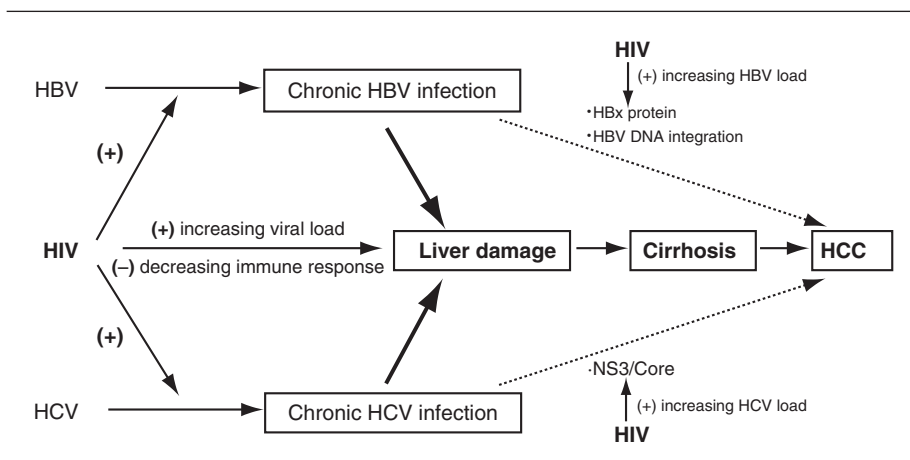 HIV
HBV
Chronic HBV infection
(+) increasing HBV load
·HBx protein
·HBV DNA integration
(+)
(+) increasing viral load
HIV
Liver damage
Cirrhosis
HCC
(–) decreasing immune response
(+)
·NS3/Core
HCV
Chronic HCV infection
(+) increasing HCV load
HIV